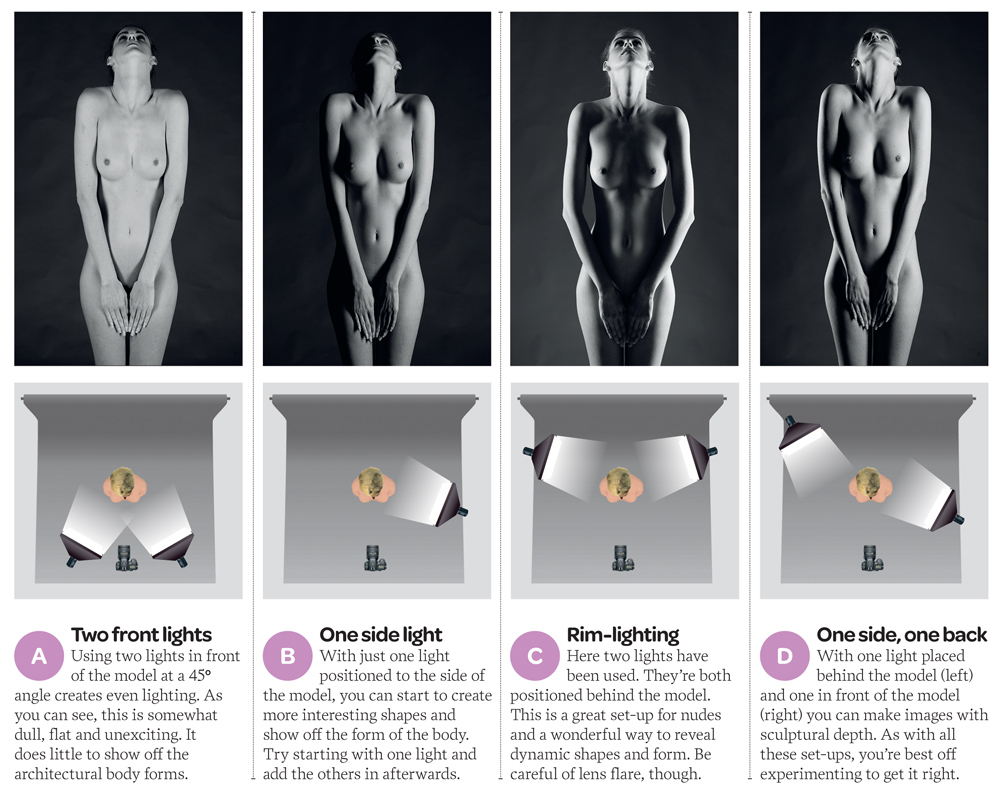 A
Two front lights
Using two lights in front
of the model at a 45°
angle creates even lighting. As
you can see, this is somewhat
dull, flat and unexciting. It
does little to show off the
architectural body forms.
B
One side light
With just one light
positioned to the side of
the model, you can start to create
more interesting shapes and
show off the form of the body.
Try starting with one light and
add the others in afterwards.
C
Rim-lighting
Here two lights have
been used. They're both
positioned behind the model.
This is a great set-up for nudes
and a wonderful way to reveal
dynamic shapes and form. Be
careful of lens flare, though.
D
One side, one back
With one light placed
behind the model (left)
and one in front of the model
(right) you can make images with
sculptural depth. As with all
these set-ups, you're best off
experimenting to get it right.